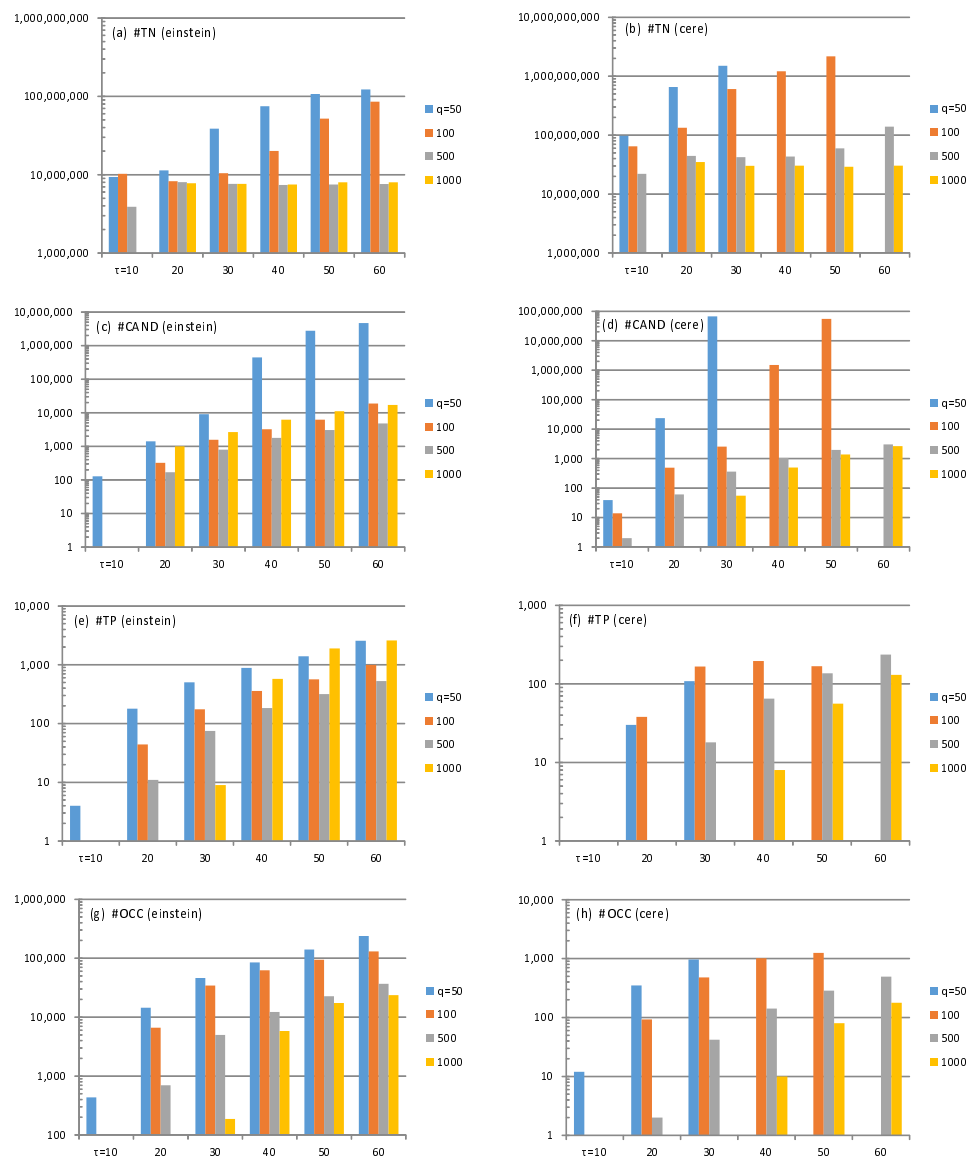 (a) #TN (einstein)
1,000,000,000
100,000,000
10,000,000
1,000,000
τ=10 20 30 40 50 60
q=50
100
500
1000
(b) #TN (cere)
10,000,000,000
1,000,000,000
100,000,000
10,000,000
1,000,000
τ=10 20 30 40 50 60
q=50
100
500
1000
(c) #CAND (einstein)
10,000,000
1,000,000
100,000
10,000
1,000
100
10
1
τ=10 20 30 40 50 60
q=50
100
500
1000
(d) #CAND (cere)
100,000,000
10,000,000
1,000,000
100,000
10,000
1,000
100
10
1
τ=10 20 30 40 50 60
q=50
100
500
1000
(e) #TP (einstein)
10,000
1,000
100
10
1
τ=10 20 30 40 50 60
q=50
100
500
1000
(f) #TP (cere)
1,000
100
10
1
τ=10 20 30 40 50 60
q=50
100
500
1000
(g) #OCC (einstein)
1,000,000
100,000
10,000
1,000
100
τ=10 20 30 40 50 60
q=50
100
500
1000
(h) #OCC (cere)
10,000
1,000
100
10
1
τ=10 20 30 40 50 60
q=50
100
500
1000